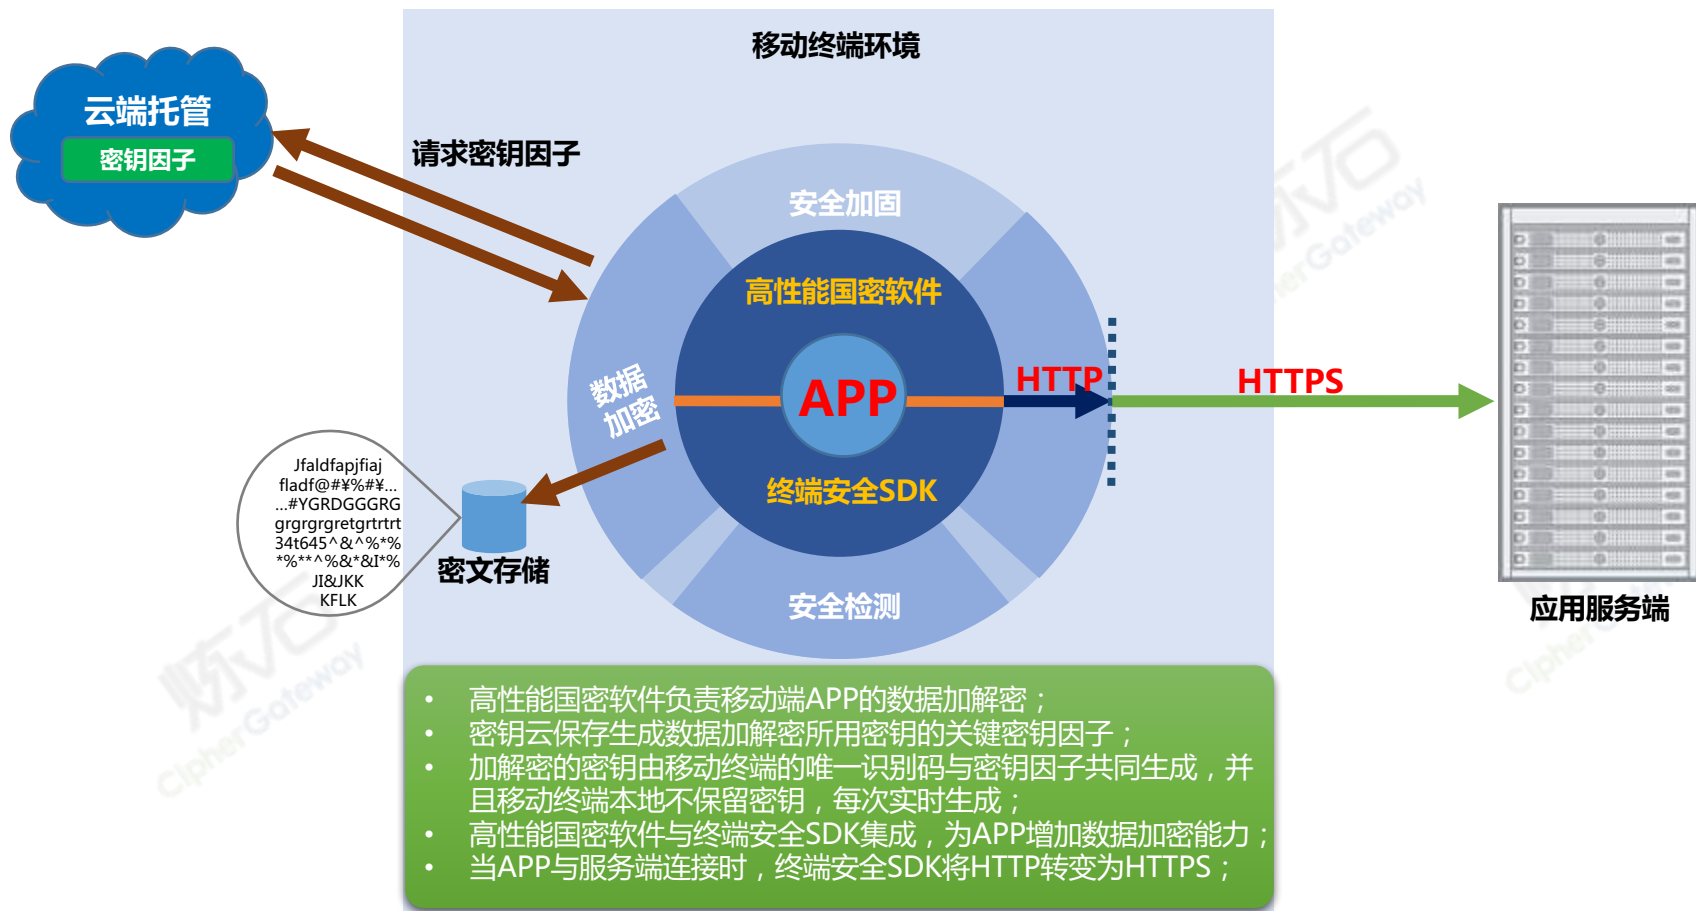 移动终端环境
云端托管
密钥因子
请求密钥因子
安全加固
高性能国密软件
数据
加密
APP
HTTP
HTTPS
终端安全SDK
Jfaldfapjfiaj
fladf@#¥%#¥...
...#YGRDGGGRG
grgrgrgretgrtrtrt
34t645^&^%*%
*%**^%&*&I*%
JI&JKK
KFLK
密文存储
安全检测
应用服务端
• 高性能国密软件负责移动端APP的数据加解密；
• 密钥云保存生成数据加解密所用密钥的关键密钥因子；
• 加解密的密钥由移动终端的唯一识别码与密钥因子共同生成，并
且移动终端本地不保留密钥，每次实时生成；
• 高性能国密软件与终端安全SDK集成，为APP增加数据加密能力；
• 当APP与服务端连接时，终端安全SDK将HTTP转变为HTTPS；
炼石
CipherGateway